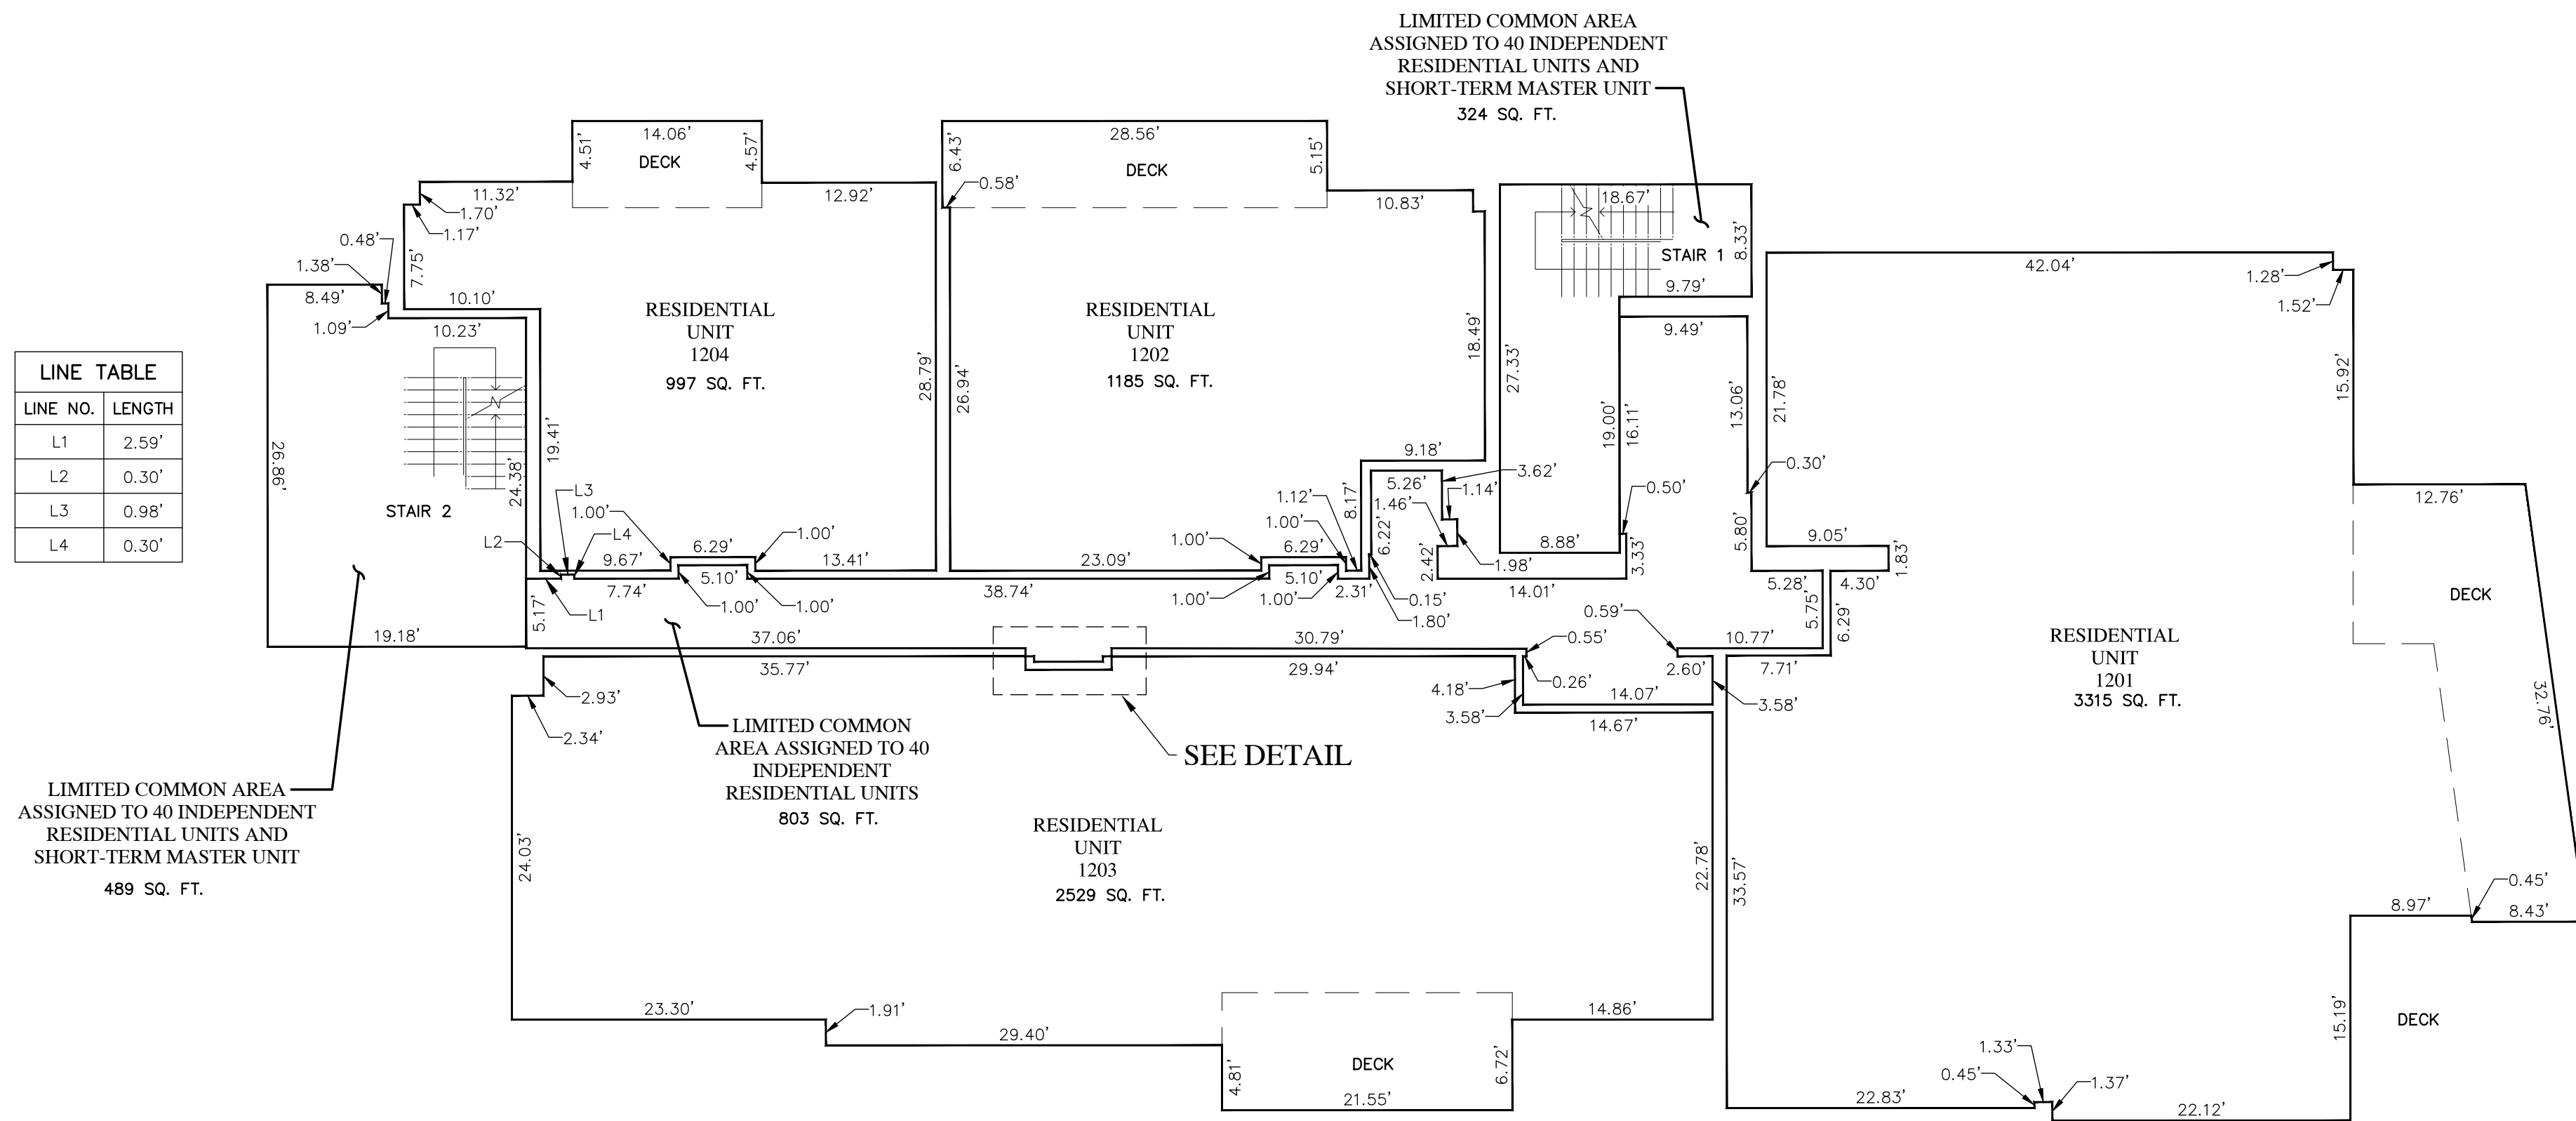 LIMITED COMMON AREA
ASSIGNED TO 40 INDEPENDENT
RESIDENTIAL UNITS AND
SHORT-TERM MASTER UNIT
324 SQ. FT.
14.06’
4.51’
4.57’
DECK
11.32’
12.92’
1.70’
1.17’
0.48’
1.38’
7.75’
8.49’
1.09’
10.10’
10.23’
28.56’
6.43’
5.15’
DECK
0.58’
10.83’
18.67’
8.33’
STAIR 1
9.79’
9.49’
42.04’
1.28’
1.52’
RESIDENTIAL
UNIT
1204
997 SQ. FT.
RESIDENTIAL
UNIT
1202
1185 SQ. FT.
28.79’
26.94’
18.49’
27.33’
19.00’
16.11’
13.06’
21.78’
15.92’
LINE TABLE
LINE NO. LENGTH
L1 2.59’
L2 0.30’
L3 0.98’
L4 0.30’
26.86’
19.41’
24.38’
STAIR 2
9.18’
3.62’
5.26’
1.14’
1.46’
1.12’
8.17’
1.00’
6.22’
0.50’
0.30’
12.76’
L3
1.00’
L2
L4
9.67’
6.29’
1.00’
13.41’
23.09’
1.00’
6.29’
2.42’
1.98’
8.88’
3.33’
5.80’
9.05’
1.83’
7.74’
5.10’
38.74’
5.10’
2.31’
14.01’
5.28’
4.30’
L1
1.00’
1.00’
1.00’
1.00’
0.15’
1.80’
5.17’
0.59’
5.75’
6.29’
DECK
19.18’
37.06’
30.79’
0.55’
10.77’
35.77’
29.94’
2.60’
7.71’
0.26’
4.18’
14.07’
3.58’
3.58’
14.67’
2.93’
2.34’
RESIDENTIAL
UNIT
1201
3315 SQ. FT.
32.76’
SEE DETAIL
LIMITED COMMON
AREA ASSIGNED TO 40
INDEPENDENT
RESIDENTIAL UNITS
803 SQ. FT.
LIMITED COMMON AREA
ASSIGNED TO 40 INDEPENDENT
RESIDENTIAL UNITS AND
SHORT-TERM MASTER UNIT
489 SQ. FT.
RESIDENTIAL
UNIT
1203
2529 SQ. FT.
24.03’
22.78’
33.57’
0.45’
8.97’
8.43’
23.30’
1.91’
29.40’
14.86’
4.81’
DECK
6.72’
21.55’
15.19’
DECK
1.33’
0.45’
1.37’
22.83’
22.12’